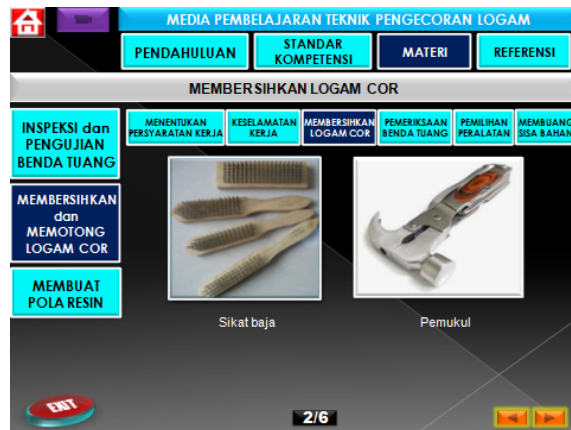 MEDIA PEMBELAJARAN TEKNIK PENGECORAN LOGAM
PENDAHULUAN
STANDAR
KOMPETENSI
MATERI
REFERENSI
MEMBERSIHKAN LOGAM COR
INSPEKSI dan
PENGUJIAN
BENDA TUANG
MENENTUKAN
PERSYARATAN KERJA
KESELAMATAN
KERJA
MEMBERSIHKAN
LOGAM COR
PEMERIKSAAN
BENDA TUANG
PEMILIHAN
PERALATAN
MEMBUANG
SISA BAHAN
MEMBERSIHKAN
dan
MEMOTONG
LOGAM COR
MEMBUAT
POLA RESIN
Sikat baja
Pemukul
EXIT
2/6